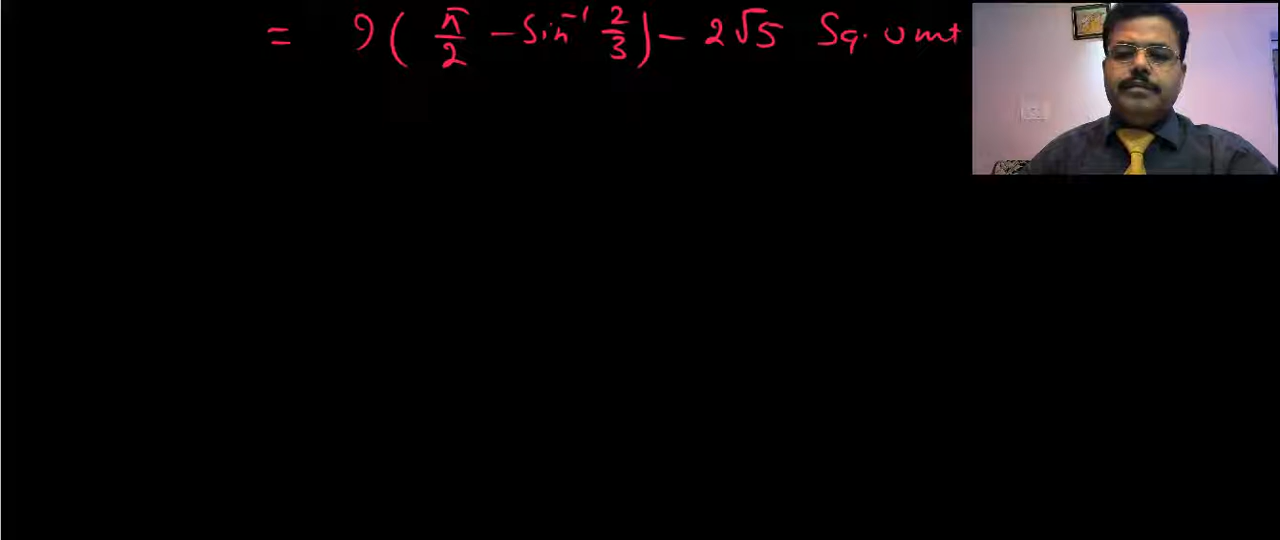 = 9 ( π/2 - Sin⁻¹ 2/3 ) - 2√5 Sq. Unit